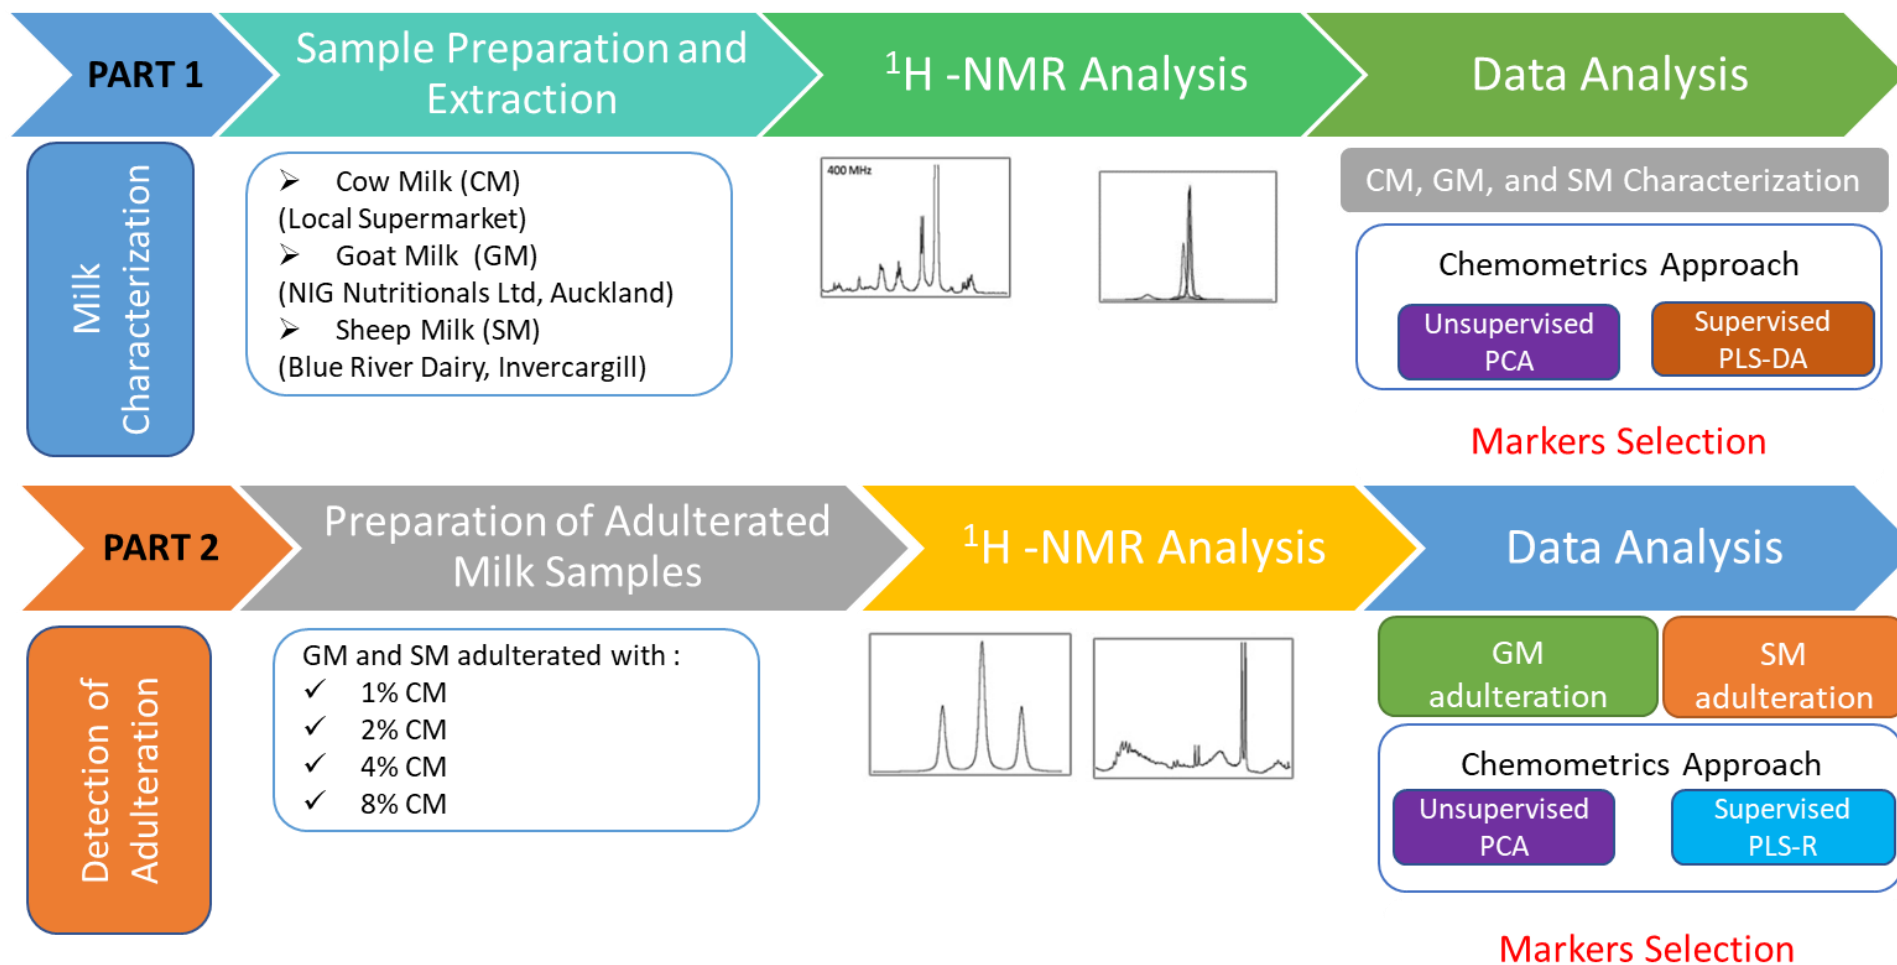 PART 1
Sample Preparation and
Extraction
¹H -NMR Analysis
Data Analysis
Milk
Characterization
➢ Cow Milk (CM)
(Local Supermarket)
➢ Goat Milk (GM)
(NIG Nutritionals Ltd, Auckland)
➢ Sheep Milk (SM)
(Blue River Dairy, Invercargill)
400 MHz
CM, GM, and SM Characterization
Chemometrics Approach
Unsupervised
PCA
Supervised
PLS-DA
Markers Selection
PART 2
Preparation of Adulterated
Milk Samples
¹H -NMR Analysis
Data Analysis
Detection of
Adulteration
GM and SM adulterated with :
✓ 1% CM
✓ 2% CM
✓ 4% CM
✓ 8% CM
GM
adulteration
SM
adulteration
Chemometrics Approach
Unsupervised
PCA
Supervised
PLS-R
Markers Selection